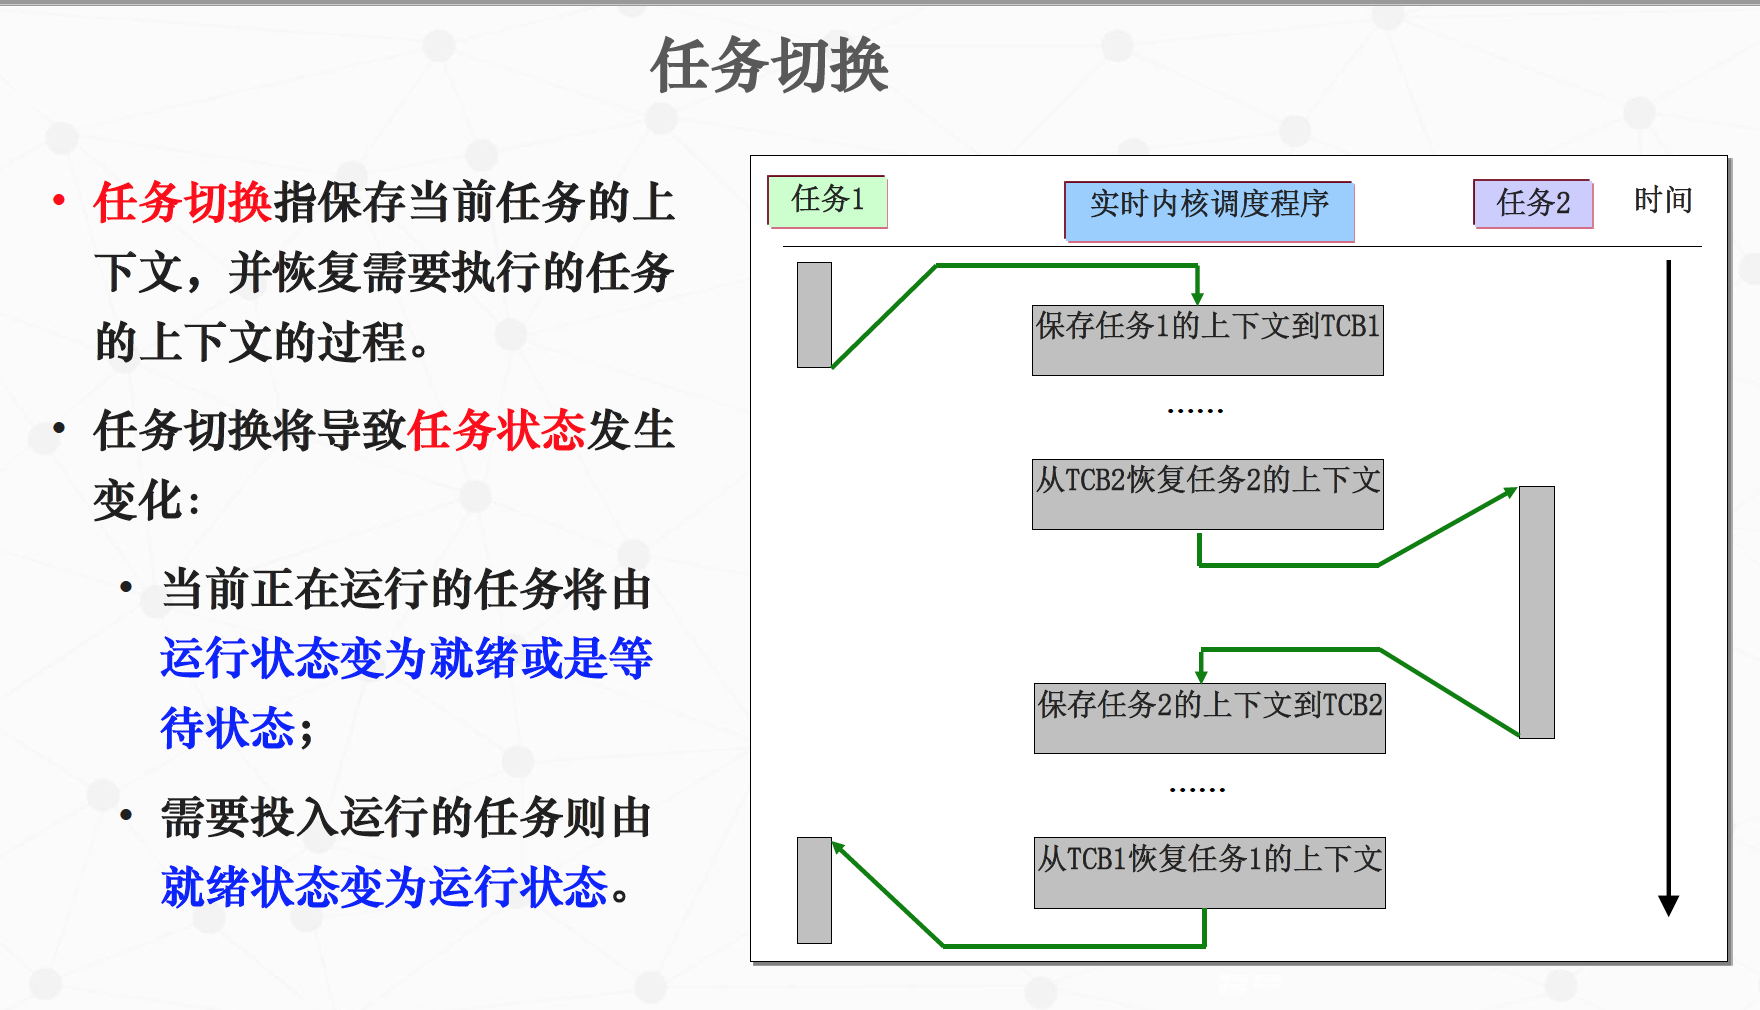 任务切换
• 任务切换指保存当前任务的上
下文，并恢复需要执行的任务
的上下文的过程。
• 任务切换将导致任务状态发生
变化：
• 当前正在运行的任务将由
运行状态变为就绪或是等
待状态；
• 需要投入运行的任务则由
就绪状态变为运行状态。
任务1
实时内核调度程序
任务2
时间
保存任务1的上下文到TCB1
……
从TCB2恢复任务2的上下文
保存任务2的上下文到TCB2
……
从TCB1恢复任务1的上下文